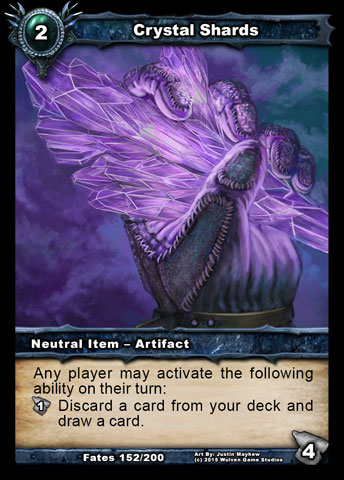 2
Crystal Shards
Neutral Item – Artifact
Any player may activate the following
ability on their turn:
1 Discard a card from your deck and
draw a card.
Fates 152/200
Art By: Justin Mayhew
(c) 2015 Wulven Game Studios
4